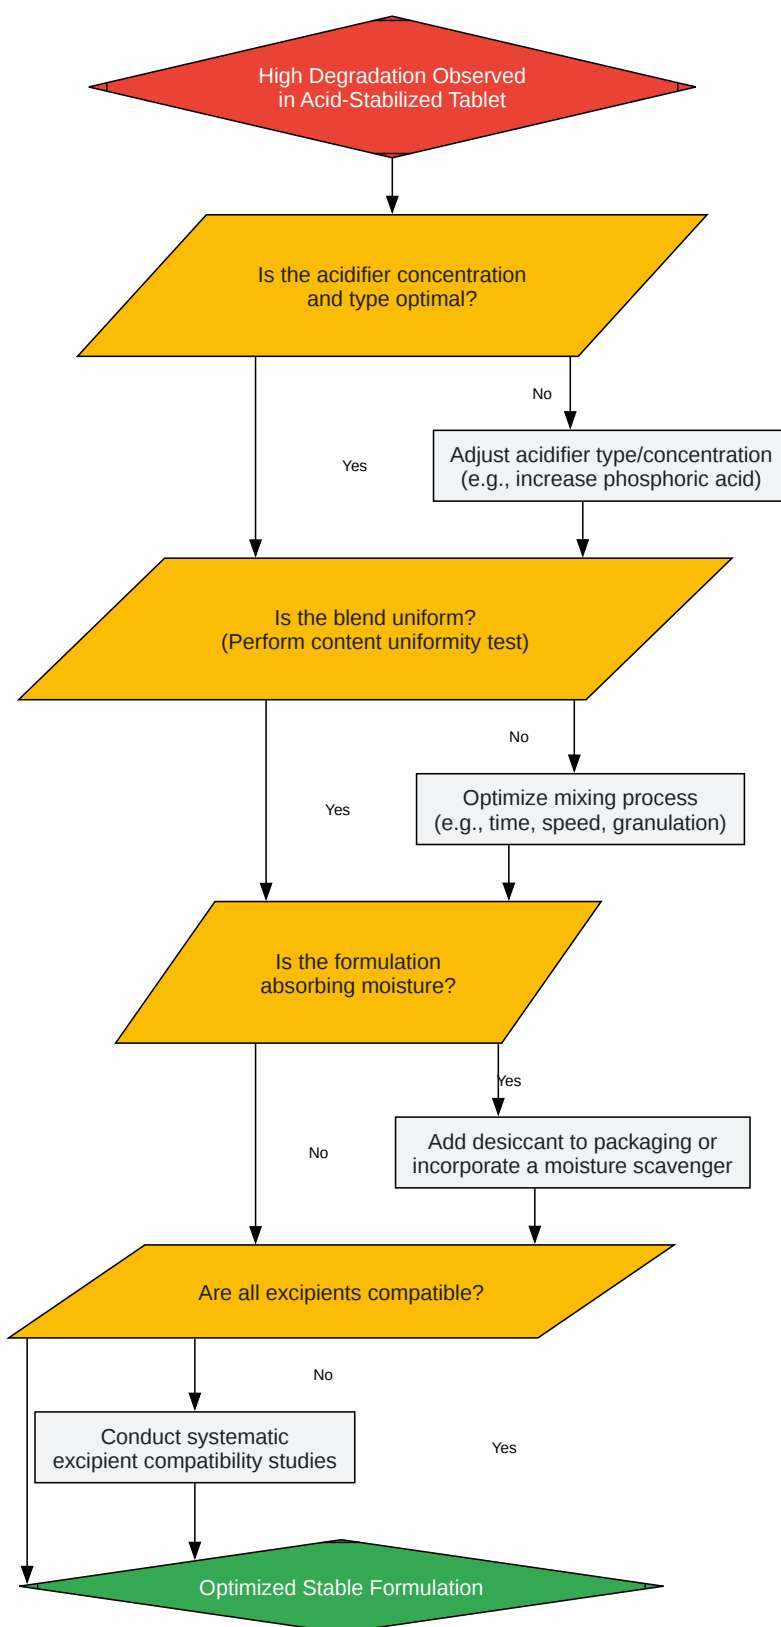 High Degradation Observed
in Acid-Stabilized Tablet
Is the acidifier concentration
and type optimal?
No
Adjust acidifier type/concentration
(e.g., increase phosphoric acid)
Yes
Is the blend uniform?
(Perform content uniformity test)
No
Optimize mixing process
(e.g., time, speed, granulation)
Yes
Is the formulation
absorbing moisture?
Yes
Add desiccant to packaging or
incorporate a moisture scavenger
No
Are all excipients compatible?
No
Conduct systematic
excipient compatibility studies
Yes
Optimized Stable Formulation